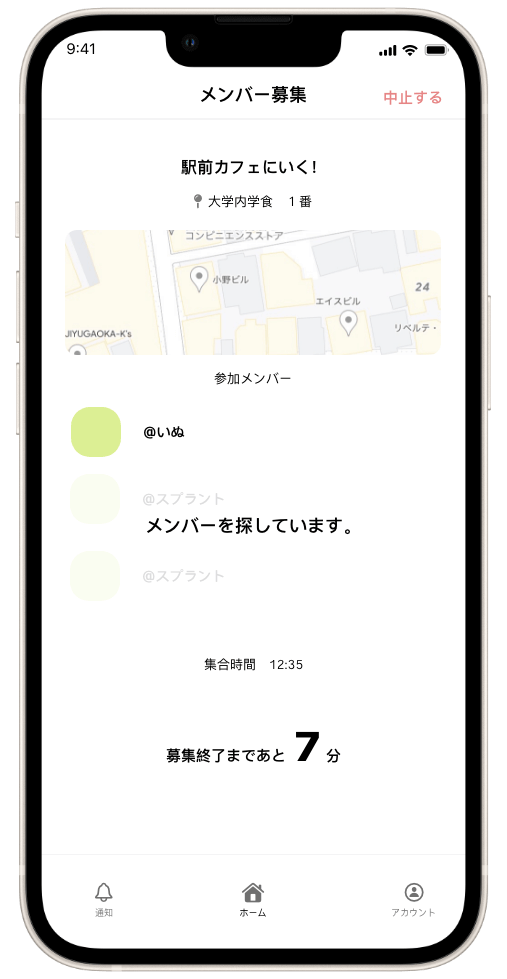 9:41
メンバー募集
中止する
駅前カフェにいく!
大学内学食 1番
コンビニエンスストア
小野ビル
24
エイスビル
リベルテ・
JIYUGAOKA-K's
参加メンバー
@いぬ
@スプラント
メンバーを探しています。
@スプラント
集合時間 12:35
募集終了まであと 7 分
通知
ホーム
アカウント